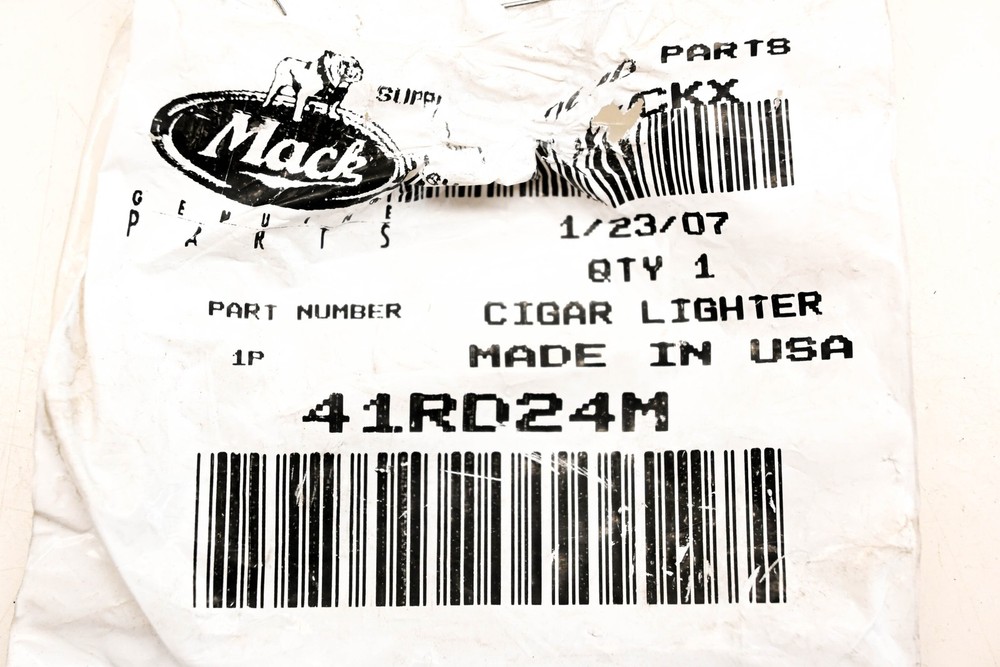 PARTS
CKX
SUPPL
Mack
®
GENUINE
PARTS
1/23/07
QTY 1
PART NUMBER
CIGAR LIGHTER
1P
MADE IN USA
41RD24M